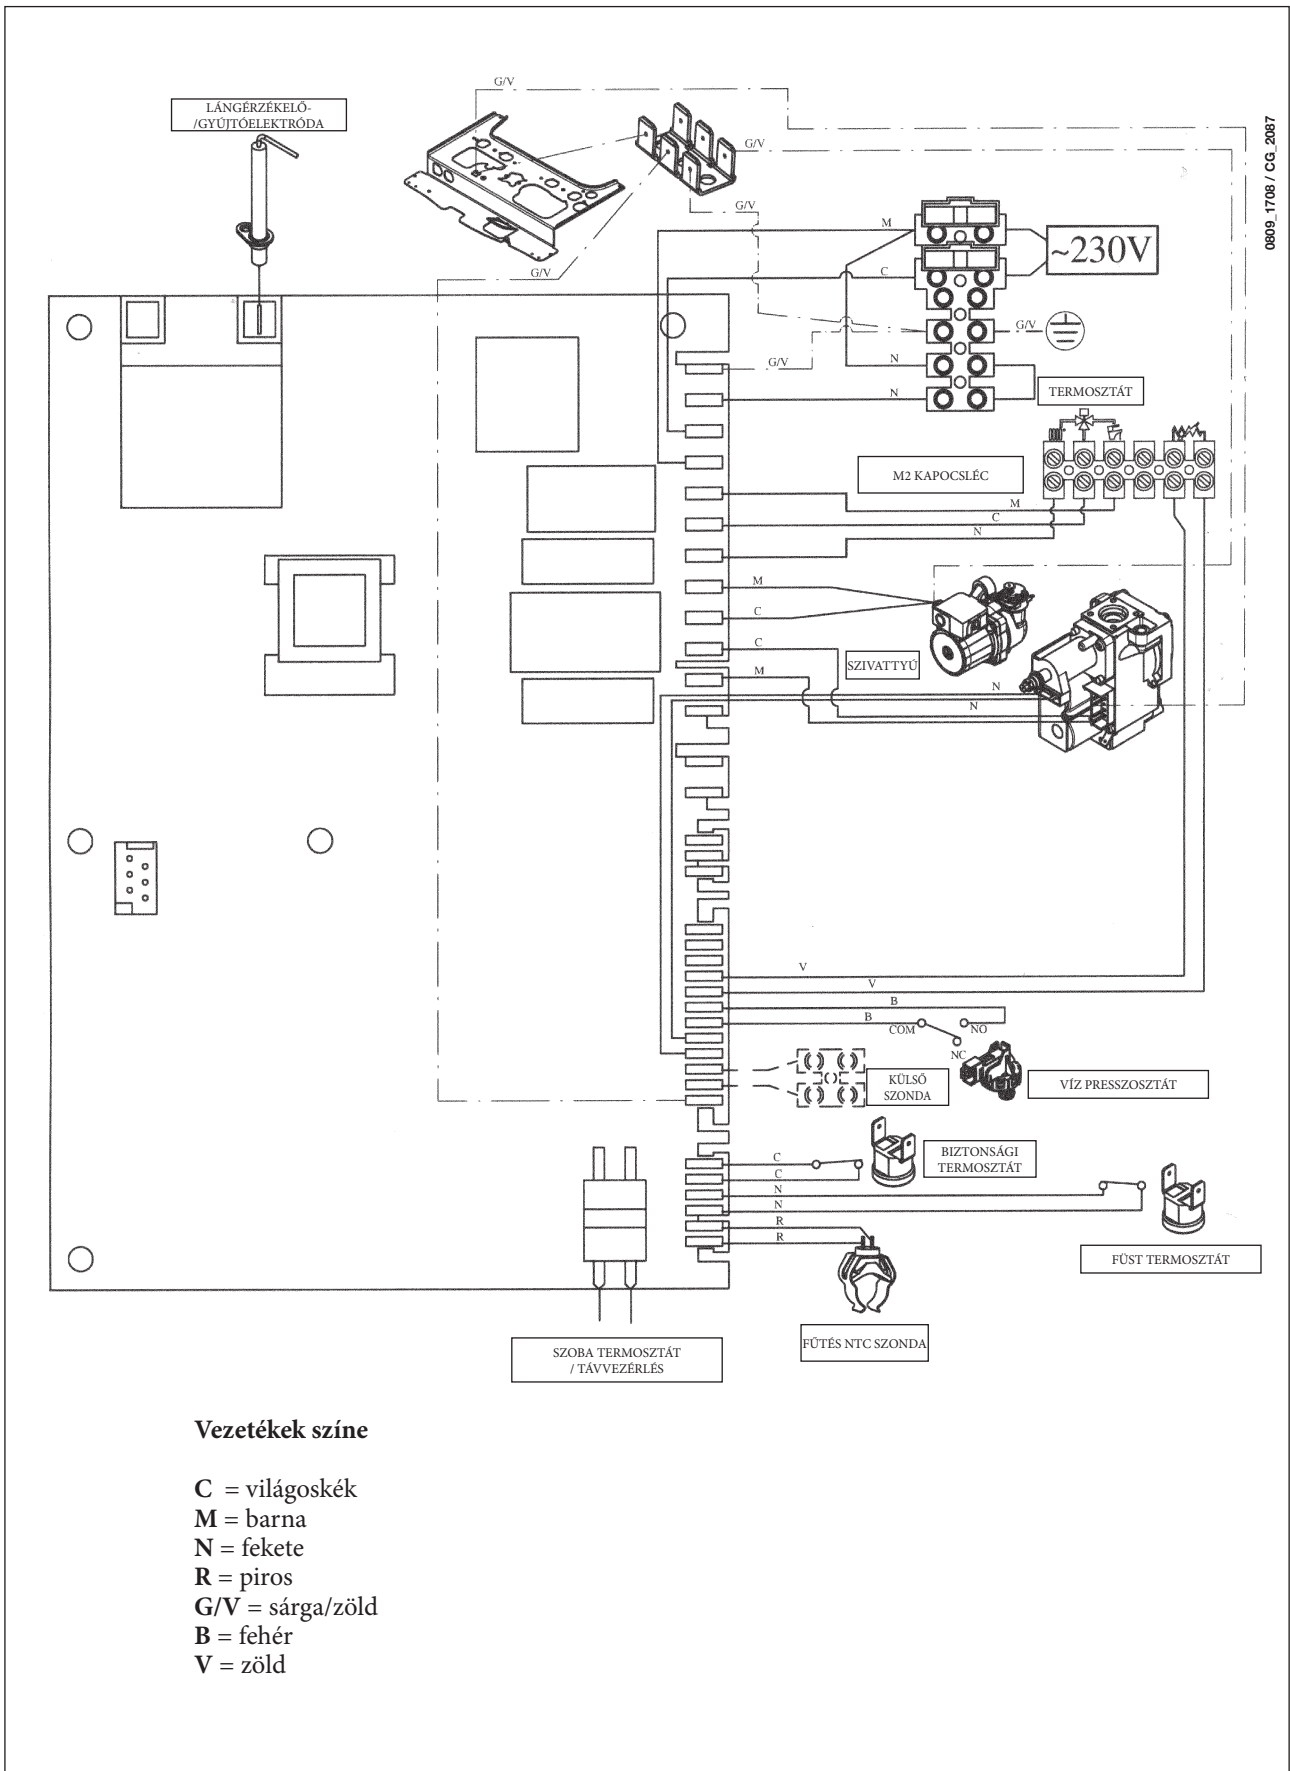 G/V
LÁNGÉRZÉKELŐ-
/GYÚJTÓELEKTRÓDA
0809_1708 / CG_2087
G/V
G/V
M
~230V
G/V
C
G/V
G/V
N
N
TERMOSZTÁT
M2 KAPOCSLÉC
M
C
N
M
C
C
SZIVATTYÚ
M
N
N
V
V
B
B
COM
NO
NC
KÜLSŐ
SZONDA
VÍZ PRESSZOSZTÁT
C
C
BIZTONSÁGI
TERMOSZTÁT
N
N
R
R
FÜST TERMOSZTÁT
SZOBA TERMOSZTÁT
/ TÁVVEZÉRLÉS
FŰTÉS NTC SZONDA
Vezetékek színe
C = világoskék
M = barna
N = fekete
R = piros
G/V = sárga/zöld
B = fehér
V = zöld